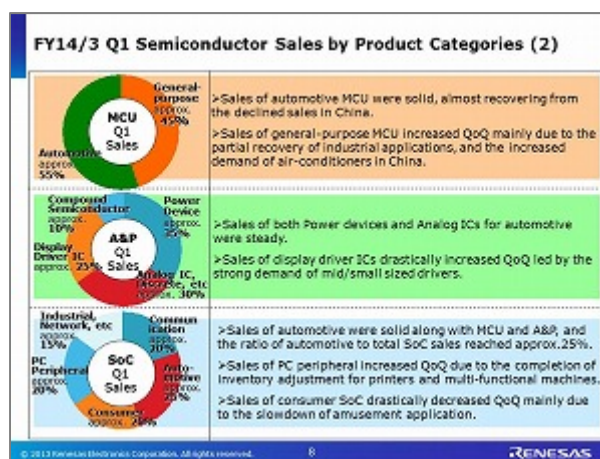 FY14/3 Q1 Semiconductor Sales by Product Categories (2)
General-
purpose
approx.
45%
MCU
Q1
Sales
Automotive
approx.
55%
➢Sales of automotive MCU were solid, almost recovering from
the declined sales in China.
➢Sales of general-purpose MCU increased QoQ mainly due to the
partial recovery of industrial applications, and the increased
demand of air-conditioners in China.
Compound
Semiconductor
approx.
10%
Power
Device
approx.
35%
Display
Driver IC
approx. 25%
A&P
Q1
Sales
Analog IC,
Discrete, etc
approx. 30%
➢Sales of both Power devices and Analog ICs for automotive
were steady.
➢Sales of display driver ICs drastically increased QoQ led by the
strong demand of mid/small sized drivers.
Industrial,
Network, etc
approx.
15%
Commun
ication
approx.
20%
PC
Peripheral
approx.
20%
SoC
Q1
Sales
Auto-
motive
approx.
25%
Consumer
approx. 20%
➢Sales of automotive were solid along with MCU and A&P, and
the ratio of automotive to total SoC sales reached approx.25%.
➢Sales of PC peripheral increased QoQ due to the completion of
inventory adjustment for printers and multi-functional machines.
➢Sales of consumer SoC drastically decreased QoQ mainly due
to the slowdown of amusement application.
© 2013 Renesas Electronics Corporation. All rights reserved.
8
RENESAS